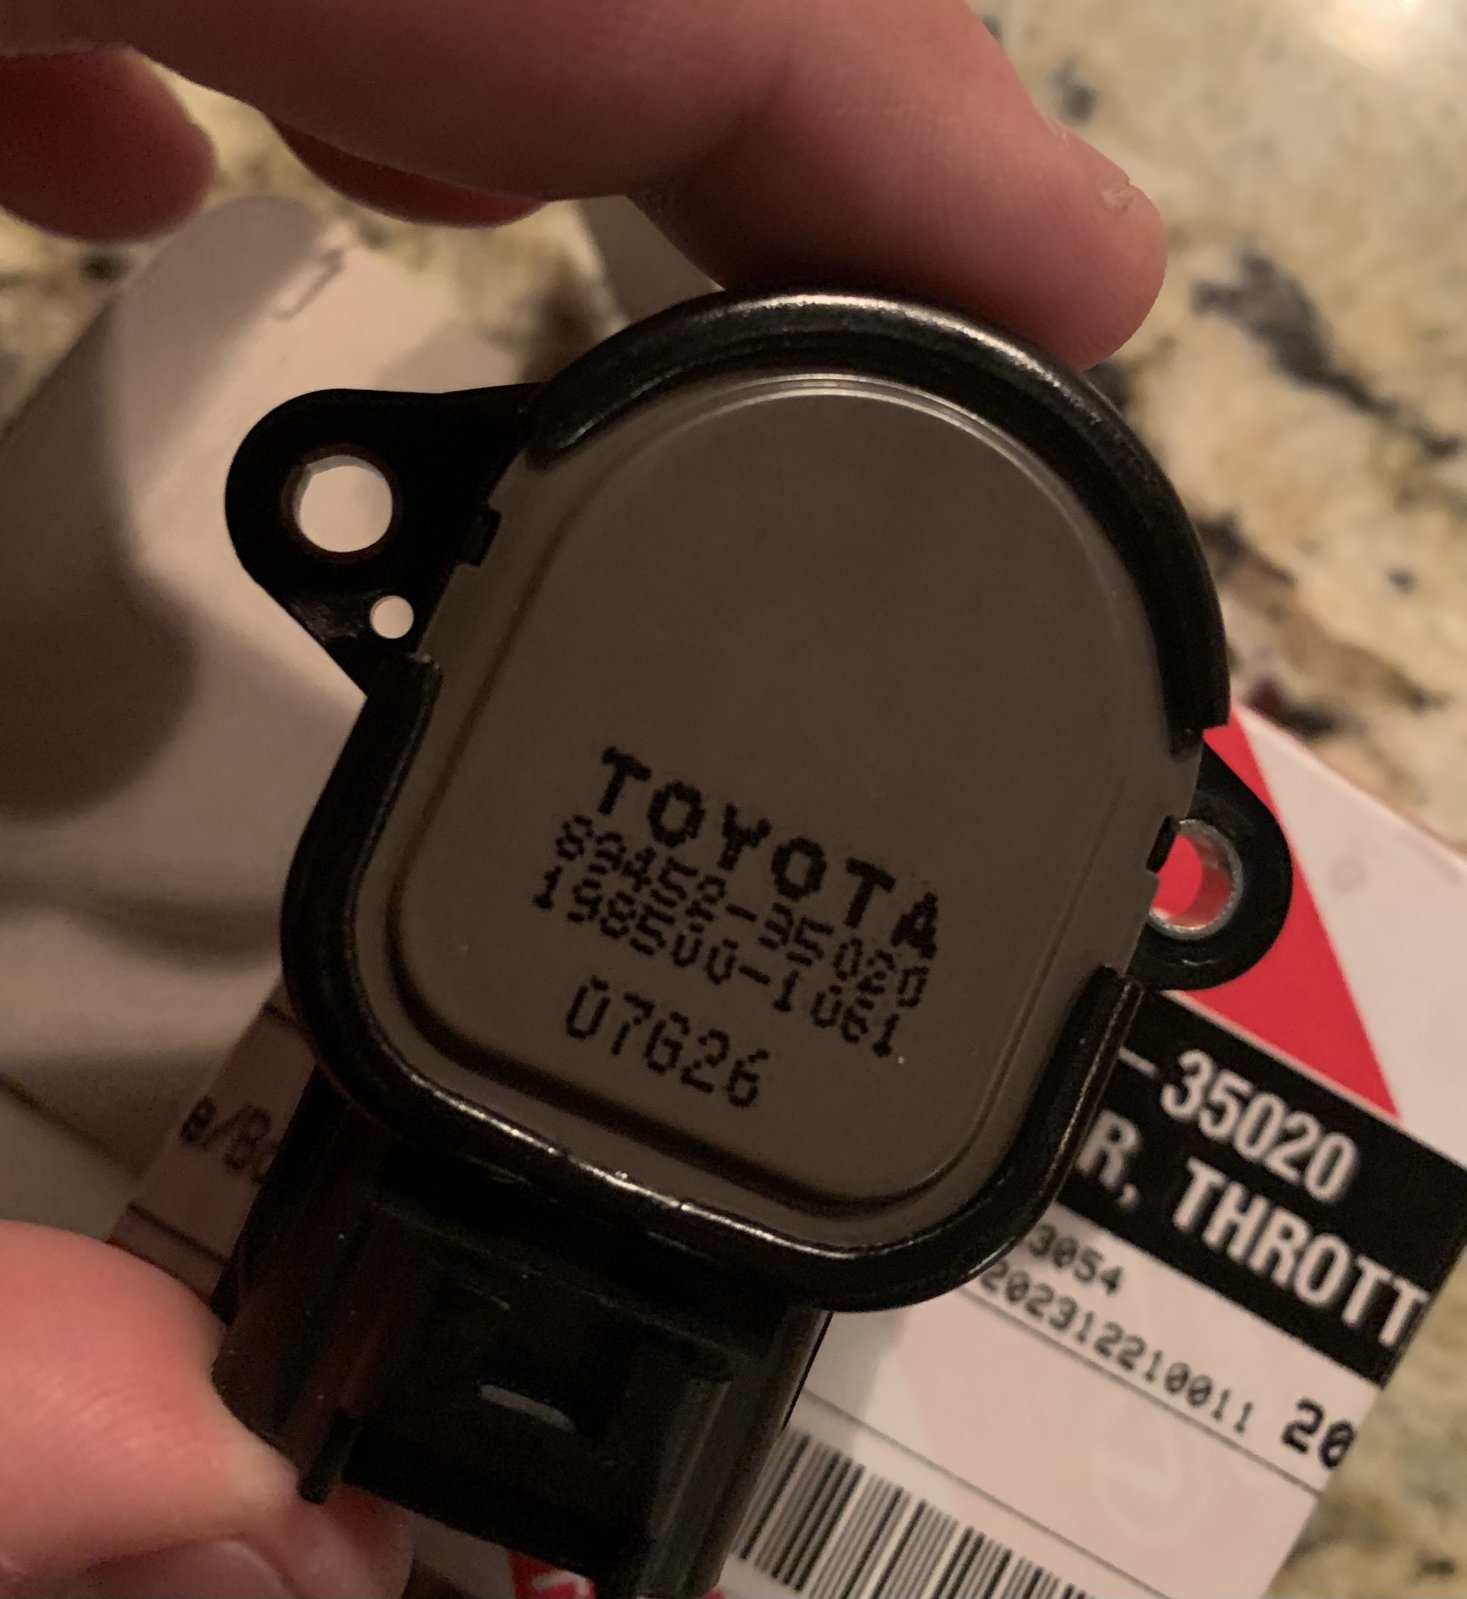 TOYOTA
89452-35020
198500-1061
07G26
-35020
R, THROTT
3054
202312210011 20
e/